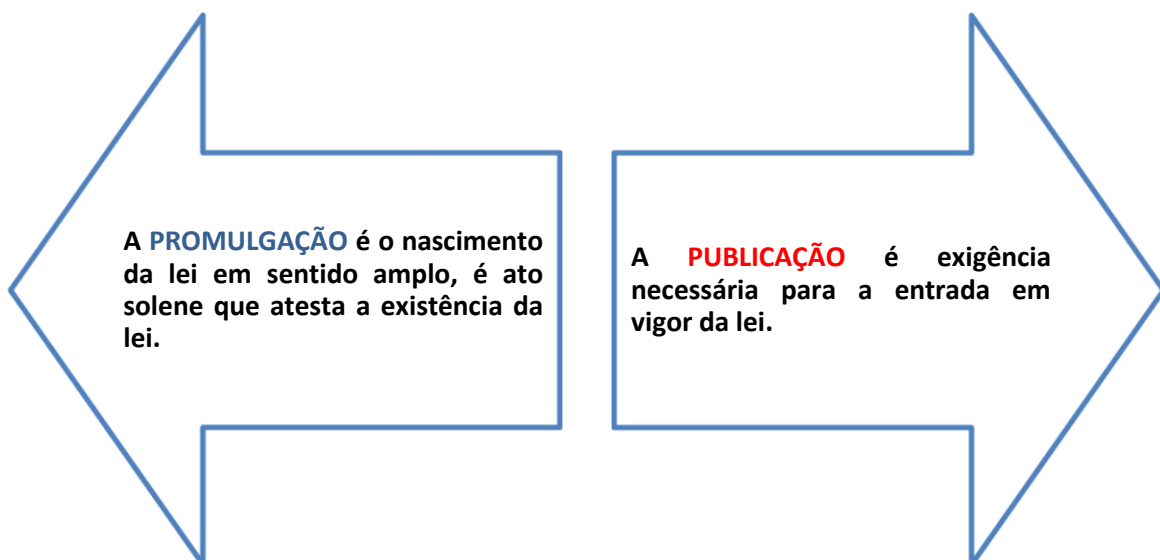 A PROMULGAÇÃO é o nascimento
da lei em sentido amplo, é ato
solene que atesta a existência da
lei.
A PUBLICAÇÃO é exigência
necessária para a entrada em
vigor da lei.